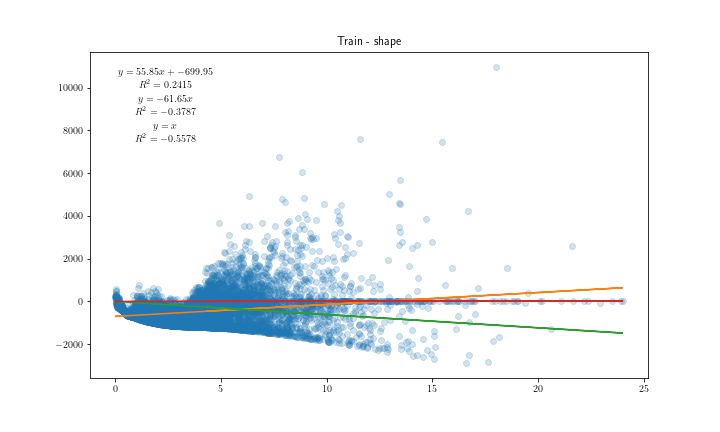 Train - shape
y = 55.85x + −699.95
R² = 0.2415
y = −61.65x
R² = −0.3787
y = x
R² = −0.5578
10000
8000
6000
4000
2000
0
−2000
0 5 10 15 20 25